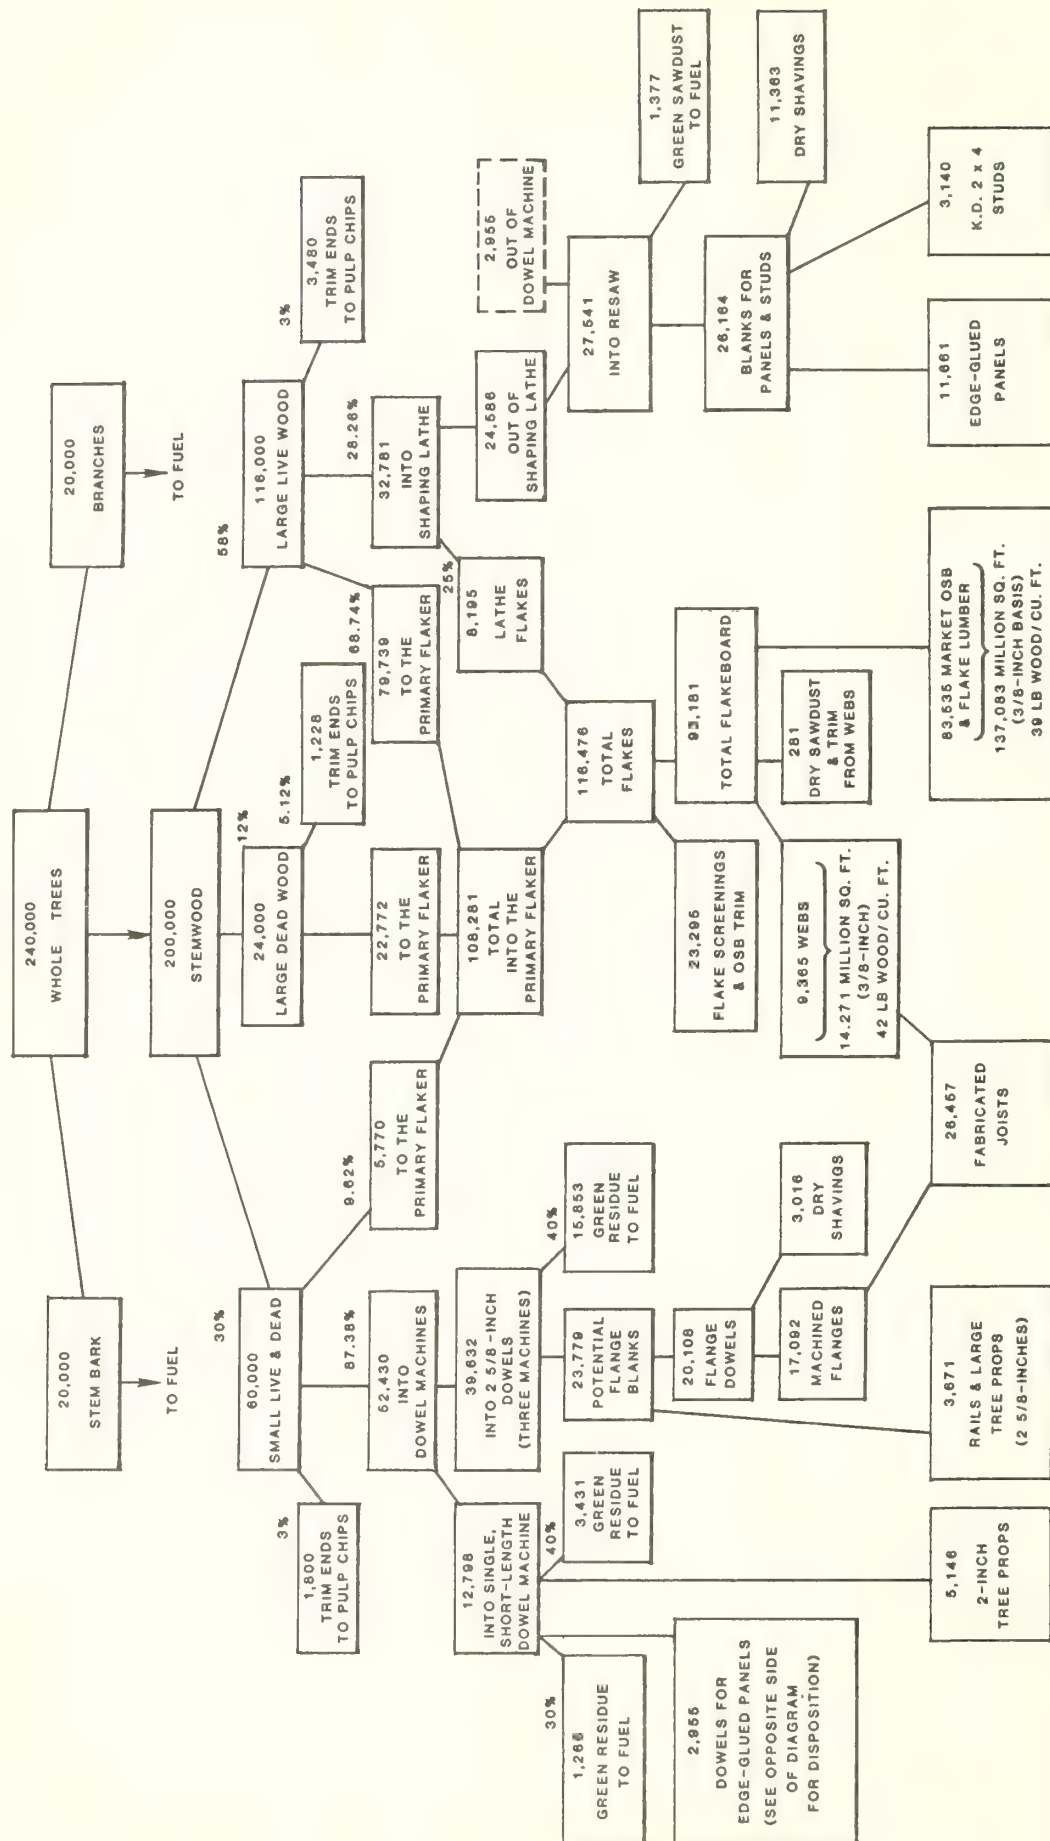 240,000
WHOLE TREES
20,000
STEM BARK
TO FUEL
20,000
BRANCHES
TO FUEL
200,000
STEMWOOD
30%
60,000
SMALL LIVE & DEAD
12%
24,000
LARGE DEAD WOOD
58%
116,000
LARGE LIVE WOOD
3%
1,800
TRIM ENDS
TO PULP CHIPS
87.38%
52,430
INTO
DOWEL MACHINES
9.62%
5,770
TO THE
PRIMARY FLAKER
5.12%
1,228
TRIM ENDS
TO PULP CHIPS
22,772
TO THE
PRIMARY FLAKER
68.74%
79,739
TO THE
PRIMARY FLAKER
28.26%
32,781
INTO
SHAPING LATHE
3%
3,480
TRIM ENDS
TO PULP CHIPS
12,798
INTO SINGLE,
SHORT-LENGTH
DOWEL MACHINE
39,632
INTO 2 5/8-INCH
DOWELS
(THREE MACHINES)
108,281
TOTAL
INTO THE
PRIMARY FLAKER
25%
8,195
LATHE
FLAKES
24,586
OUT OF
SHAPING LATHE
2,955
OUT OF
DOWEL MACHINE
30%
1,266
GREEN RESIDUE
TO FUEL
40%
3,431
GREEN
RESIDUE
TO FUEL
23,779
POTENTIAL
FLANGE
BLANKS
40%
15,853
GREEN
RESIDUE
TO FUEL
116,476
TOTAL
FLAKES
27,541
INTO RESAW
1,377
GREEN SAWDUST
TO FUEL
2,955
DOWELS FOR
EDGE-GLUED PANELS
(SEE OPPOSITE SIDE
OF DIAGRAM
FOR DISPOSITION)
20,108
FLANGE
DOWELS
23,295
FLAKE SCREENINGS
& OSB TRIM
93,181
TOTAL FLAKEBOARD
26,164
BLANKS FOR
PANELS & STUDS
17,092
MACHINED
FLANGES
3,016
DRY
SHAVINGS
9,365 WEBS
14.271 MILLION SQ. FT.
(3/8-INCH)
42 LB WOOD/CU. FT.
281
DRY SAWDUST
& TRIM
FROM WEBS
11,363
DRY SHAVINGS
5,146
2-INCH
TREE PROPS
3,671
RAILS & LARGE
TREE PROPS
(2 5/8-INCHES)
26,457
FABRICATED
JOISTS
83,535 MARKET OSB
& FLAKE LUMBER
137,083 MILLION SQ. FT.
(3/8-INCH BASIS)
39 LB WOOD/CU. FT.
11,661
EDGE-GLUED
PANELS
3,140
K.D. 2 x 4
STUDS